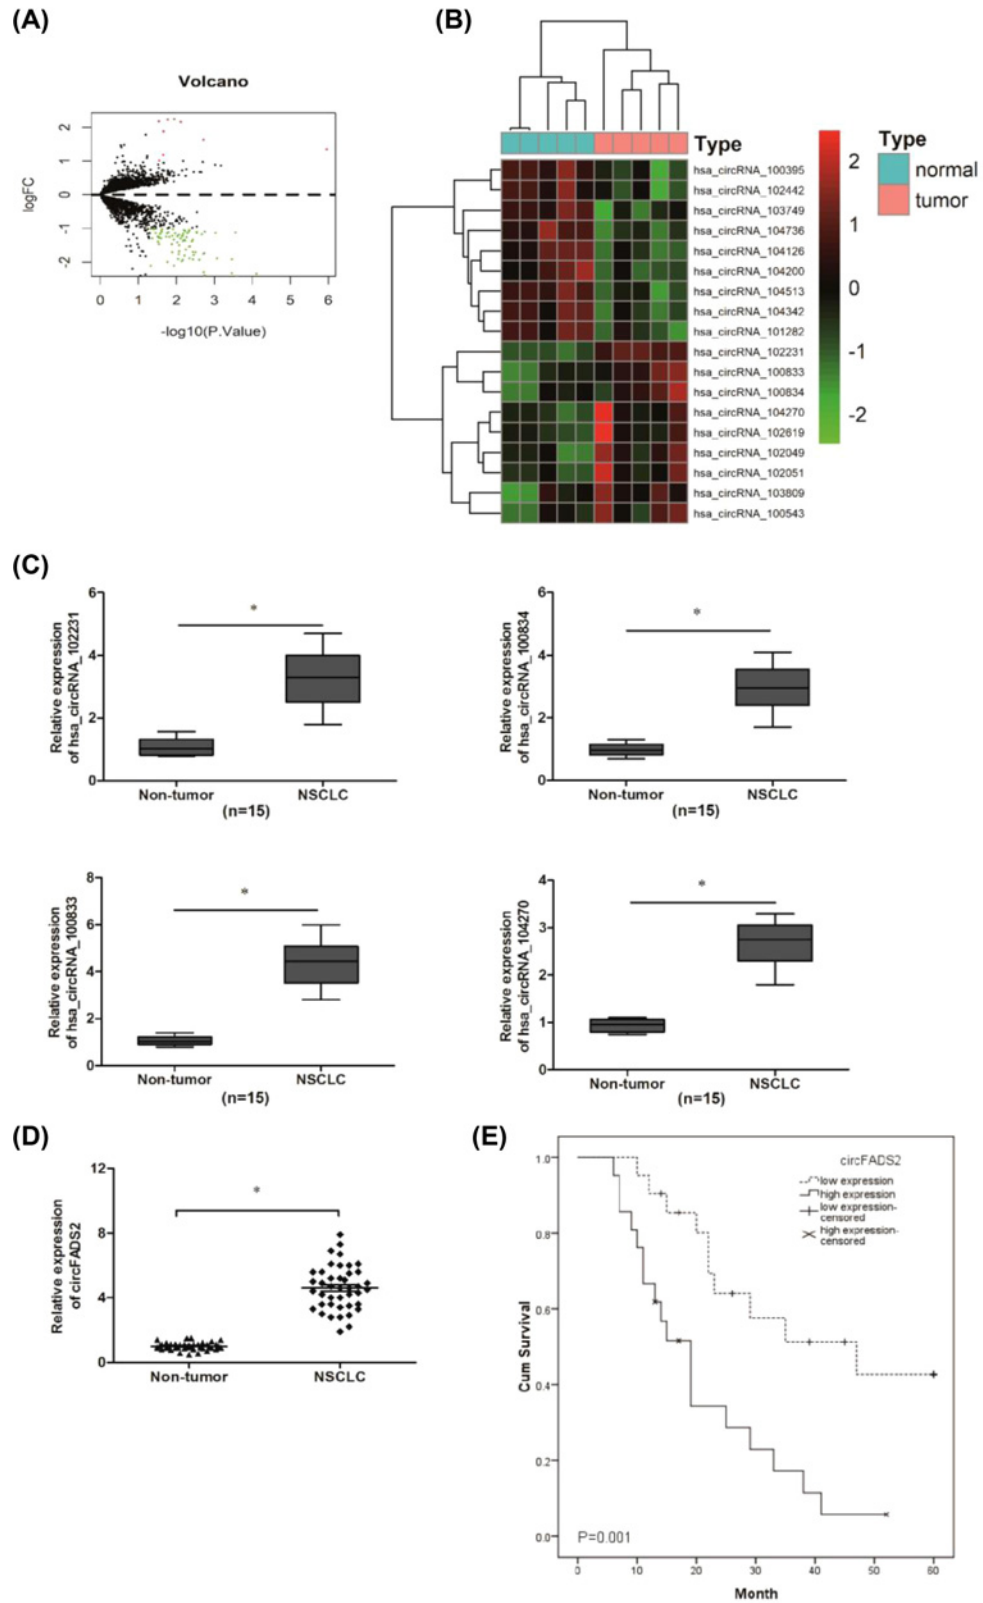 (A)
Volcano
logFC
2
1
0
-1
-2
0 1 2 3 4 5 6
-log10(P.Value)
(B)
Type
hsa_circRNA_100395
hsa_circRNA_102442
hsa_circRNA_103749
hsa_circRNA_104736
hsa_circRNA_104126
hsa_circRNA_104200
hsa_circRNA_104513
hsa_circRNA_104342
hsa_circRNA_101282
hsa_circRNA_102231
hsa_circRNA_100833
hsa_circRNA_100834
hsa_circRNA_104270
hsa_circRNA_102619
hsa_circRNA_102049
hsa_circRNA_102051
hsa_circRNA_103809
hsa_circRNA_100543
2
1
0
-1
-2
Type
normal
tumor
(C)
Relative expression
of hsa_circRNA_102231
6
4
2
0
*
Non-tumor NSCLC
(n=15)
Relative expression
of hsa_circRNA_100834
6
4
2
0
*
Non-tumor NSCLC
(n=15)
Relative expression
of hsa_circRNA_100833
8
6
4
2
0
*
Non-tumor NSCLC
(n=15)
Relative expression
of hsa_circRNA_104270
4
3
2
1
0
*
Non-tumor NSCLC
(n=15)
(D)
Relative expression
of circFADS2
12
8
4
0
*
Non-tumor NSCLC
(E)
Cum Survival
1.0
0.8
0.6
0.4
0.2
0.0
circFADS2
low expression
high expression
low expression-
censored
high expression-
censored
P=0.001
0 10 20 30 40 50 60
Month